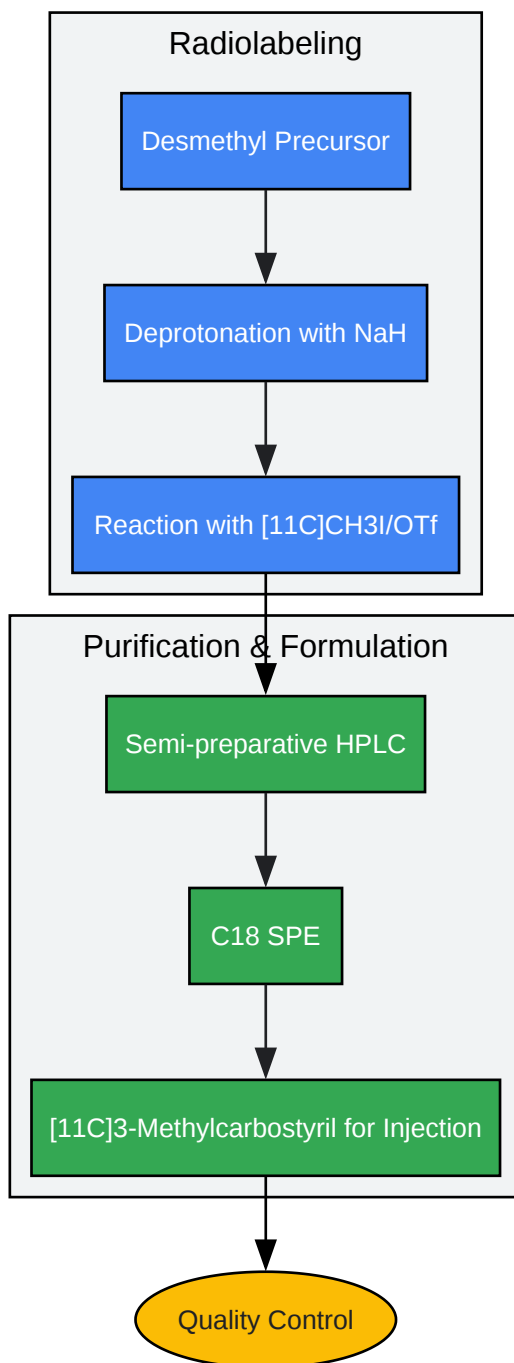 Radiolabeling
Desmethyl Precursor
Deprotonation with NaH
Reaction with [11C]CH3I/OTf
Purification & Formulation
Semi-preparative HPLC
C18 SPE
[11C]3-Methylcarbostyril for Injection
Quality Control